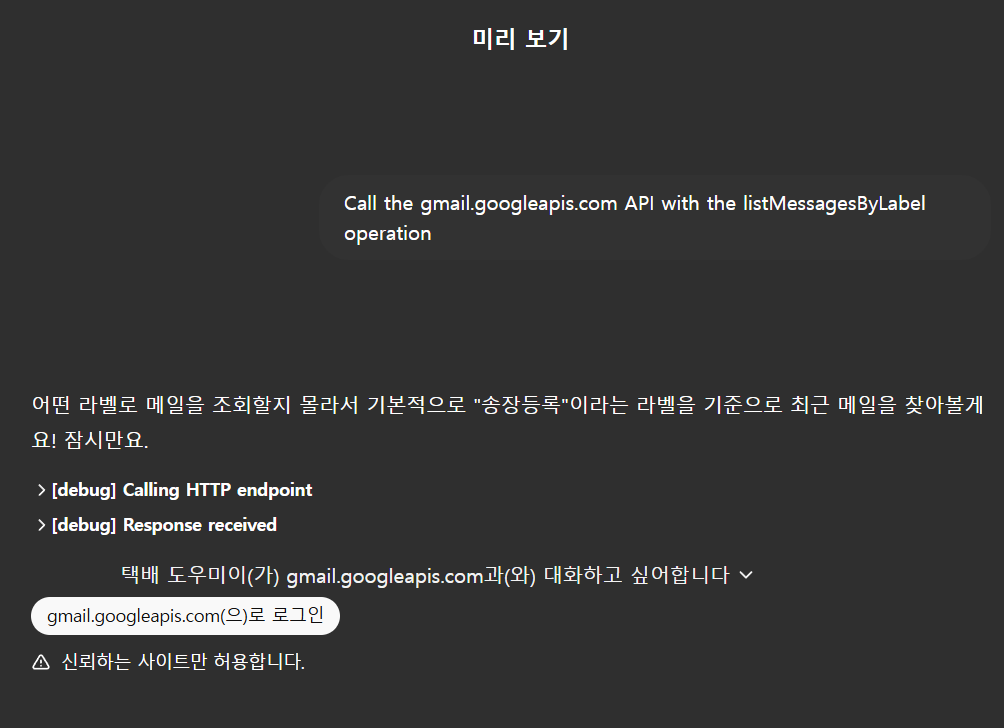 미리 보기
Call the gmail.googleapis.com API with the listMessagesByLabel
operation
어떤 라벨로 메일을 조회할지 몰라서 기본적으로 "송장등록"이라는 라벨을 기준으로 최근 메일을 찾아볼게
요! 잠시만요.
[debug] Calling HTTP endpoint
[debug] Response received
택배 도우미이(가) gmail.googleapis.com과(와) 대화하고 싶어합니다
gmail.googleapis.com(으)로 로그인
신뢰하는 사이트만 허용합니다.